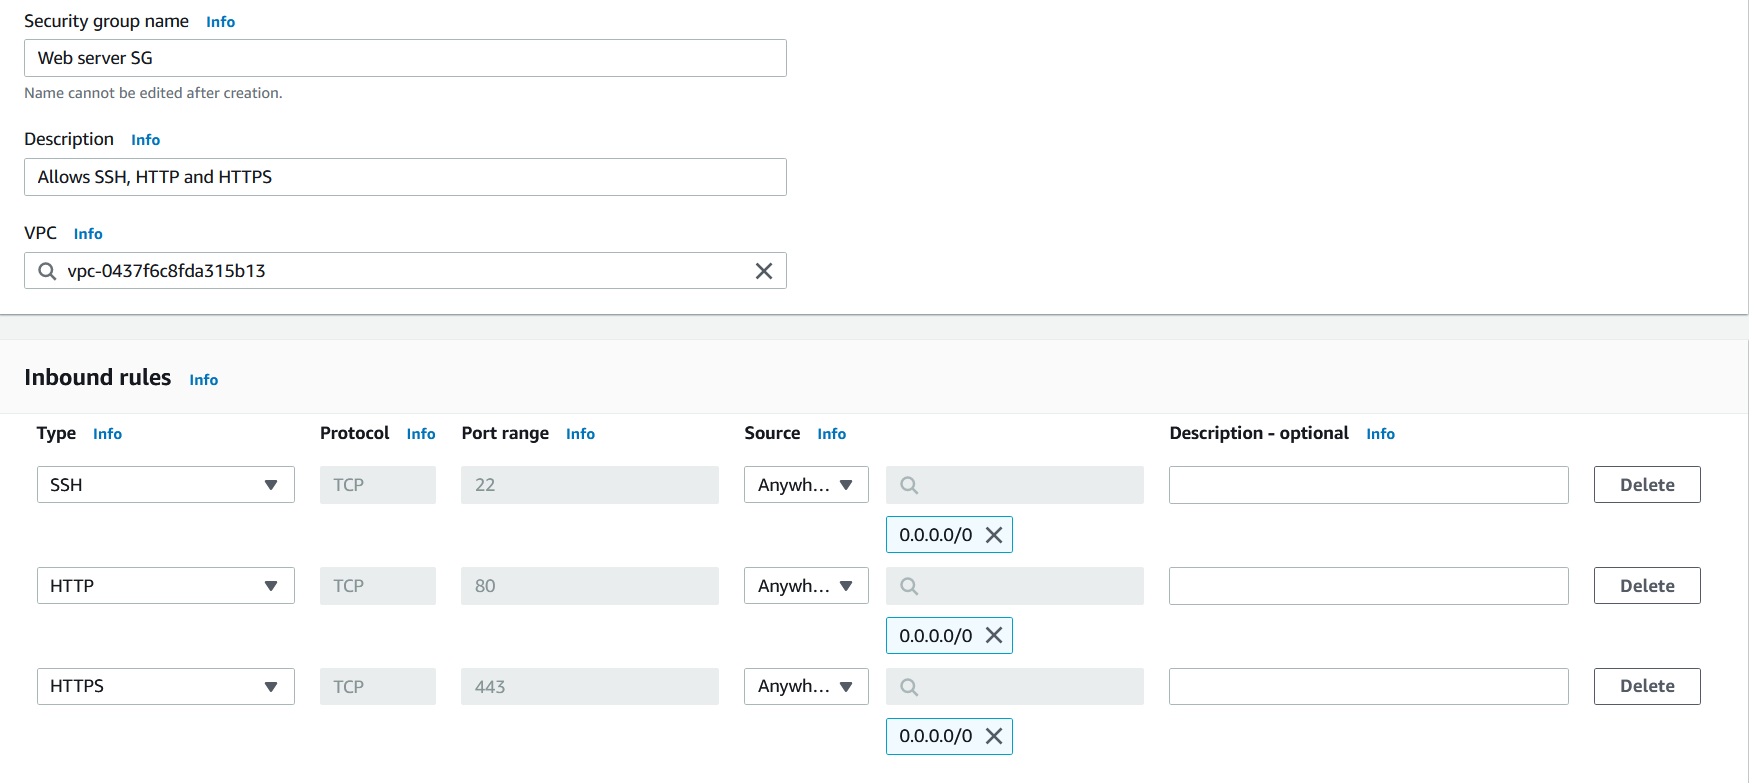 Security group name Info
Web server SG
Name cannot be edited after creation.
Description Info
Allows SSH, HTTP and HTTPS
VPC Info
vpc-0437f6c8fda315b13
Inbound rules Info
Type Info Protocol Info Port range Info Source Info Description - optional Info
SSH TCP 22 Anywh... Delete
0.0.0.0/0
HTTP TCP 80 Anywh... Delete
0.0.0.0/0
HTTPS TCP 443 Anywh... Delete
0.0.0.0/0